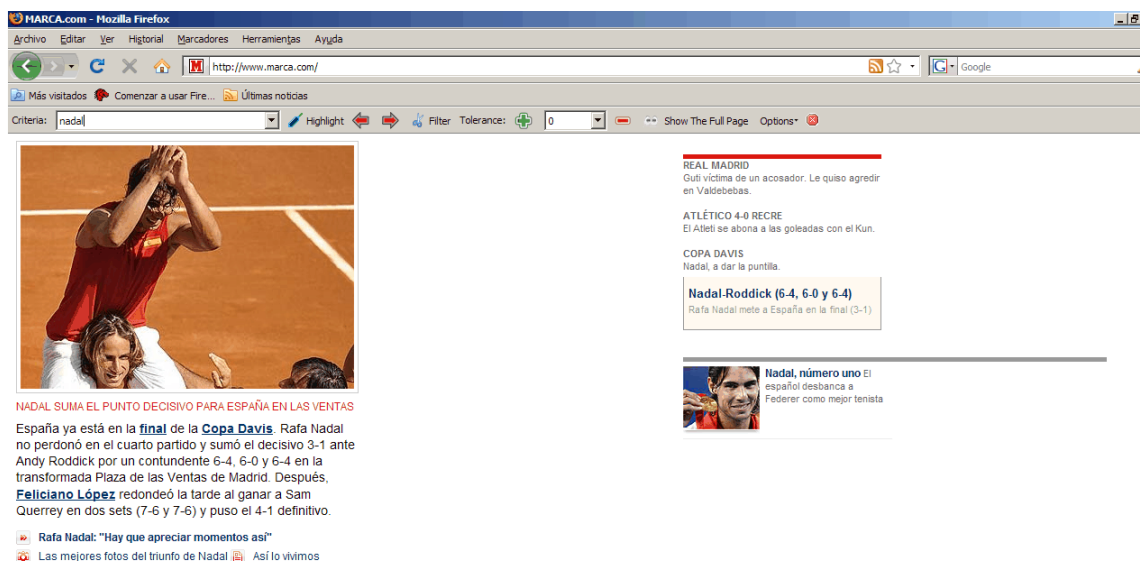 MARCA.com - Mozilla Firefox
Archivo Editar Ver Historial Marcadores Herramientas Ayuda
M http://www.marca.com/ G Google
Más visitados Comenzar a usar Fire... Últimas noticias
Criteria: nadal Highlight Filter Tolerance: 0 Show The Full Page Options
NADAL SUMA EL PUNTO DECISIVO PARA ESPAÑA EN LAS VENTAS
España ya está en la final de la Copa Davis. Rafa Nadal
no perdonó en el cuarto partido y sumó el decisivo 3-1 ante
Andy Roddick por un contundente 6-4, 6-0 y 6-4 en la
transformada Plaza de las Ventas de Madrid. Después,
Feliciano López redondeó la tarde al ganar a Sam
Querrey en dos sets (7-6 y 7-6) y puso el 4-1 definitivo.
Rafa Nadal: "Hay que apreciar momentos así"
Las mejores fotos del triunfo de Nadal Así lo vivimos
REAL MADRID
Guti víctima de un acosador. Le quiso agredir
en Valdebebas.
ATLÉTICO 4-0 RECRE
El Atleti se abona a las goleadas con el Kun.
COPA DAVIS
Nadal, a dar la puntilla.
Nadal-Roddick (6-4, 6-0 y 6-4)
Rafa Nadal mete a España en la final (3-1)
Nadal, número uno El
español desbanca a
Federer como mejor tenista